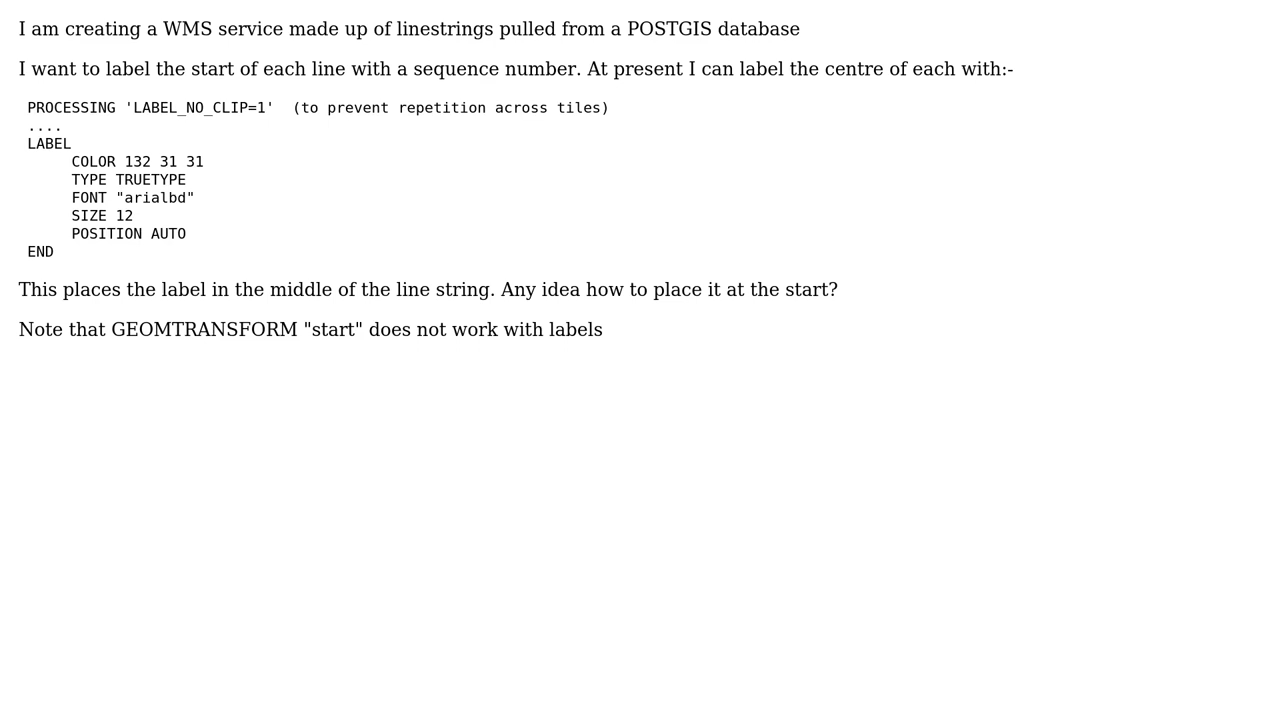 I am creating a WMS service made up of linestrings pulled from a POSTGIS database
I want to label the start of each line with a sequence number. At present I can label the centre of each with:-
PROCESSING 'LABEL_NO_CLIP=1'  (to prevent repetition across tiles)
....
LABEL
     COLOR 132 31 31
     TYPE TRUETYPE
     FONT "arialbd"
     SIZE 12
     POSITION AUTO
END
This places the label in the middle of the line string. Any idea how to place it at the start?
Note that GEOMTRANSFORM "start" does not work with labels